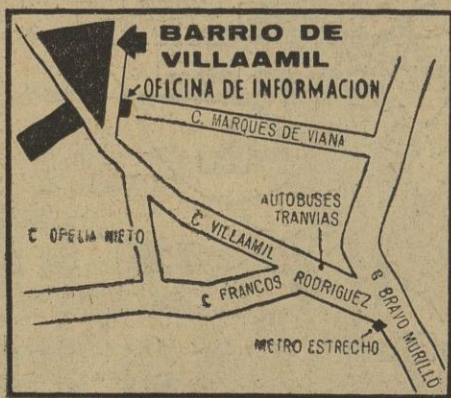 BARRIO DE
VILLAAMIL
OFICINA DE INFORMACION
C. MARQUES DE VIANA
AUTOBUSES
TRANVIAS
C OFELIA NIETO
C VILLAAMIL
C FRANCOS RODRIGUEZ
C BRAVO MURILLO
METRO ESTRECHO